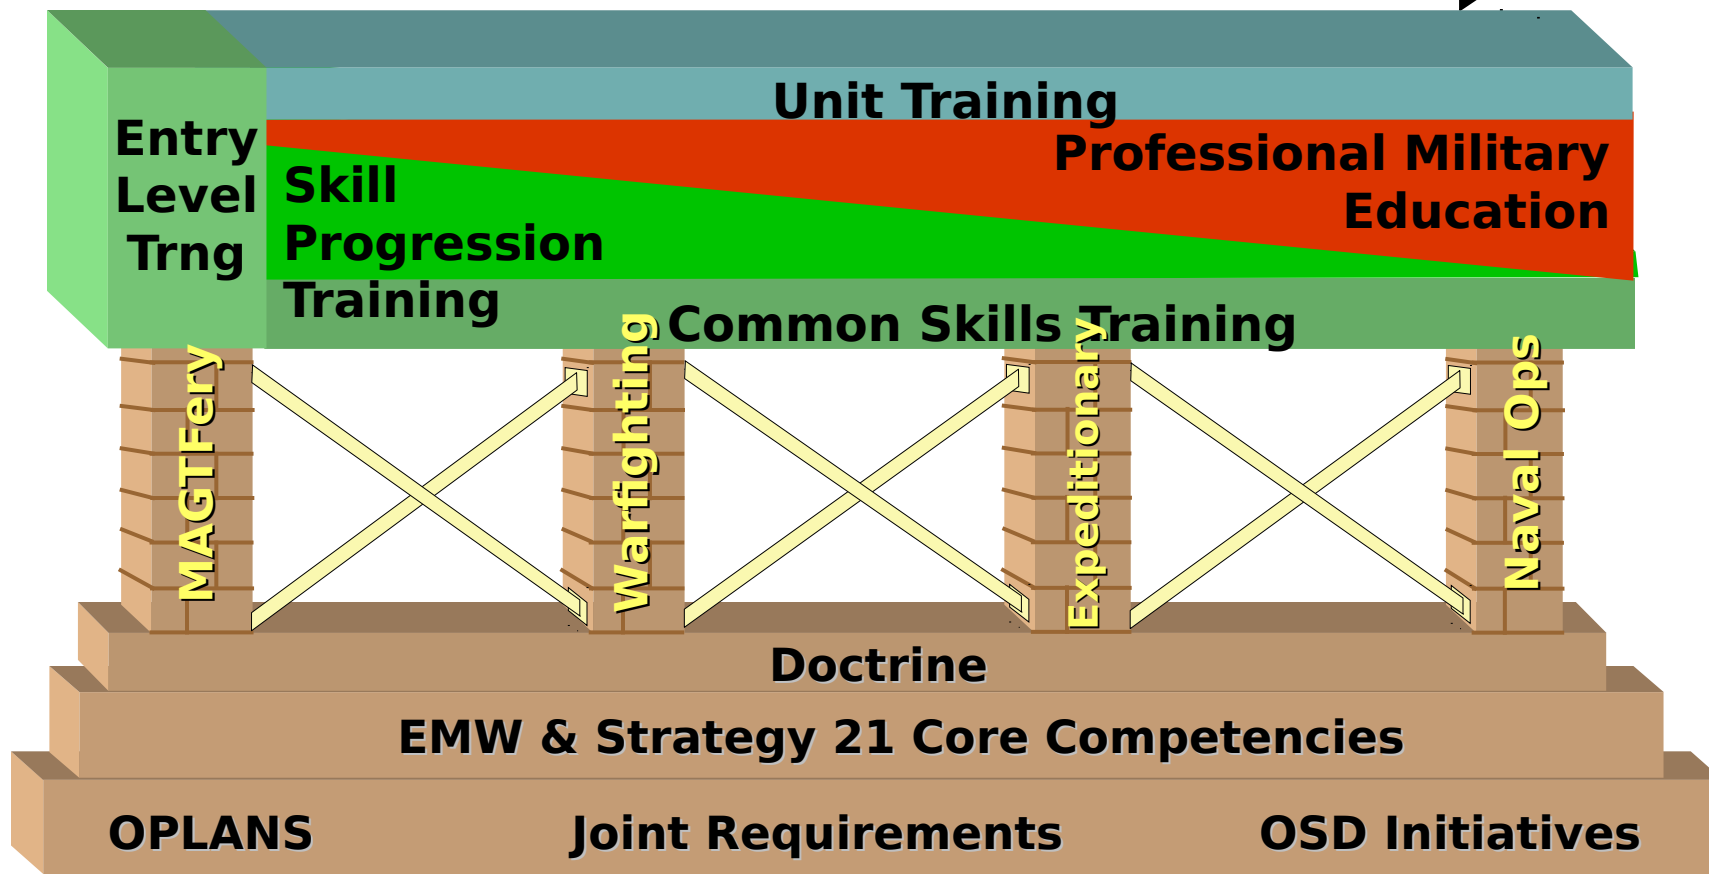 Unit Training
Entry
Level
Trng
Professional Military
Education
Skill
Progression
Training
Common Skills Training
MAGTFery
Warfighting
Expeditionary
Naval Ops
Doctrine
EMW & Strategy 21 Core Competencies
OPLANS
Joint Requirements
OSD Initiatives